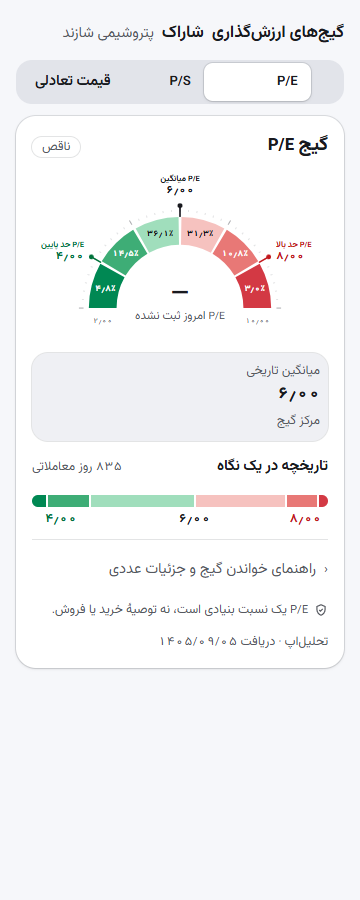 گیج‌های ارزش‌گذاری شاراک پتروشیمی شازند
P/E
P/S
قیمت تعادلی
گیج P/E
ناقص
P/E میانگین
۶٫۰۰
P/E حد بالا
۸٫۰۰
P/E حد پایین
۴٫۰۰
۳٫۰٪
۱۰٫۸٪
۳۱٫۳٪
۳۶٫۱٪
۱۴٫۵٪
۴٫۸٪
—
P/E امروز ثبت نشده
۱۰٫۰۰
۲٫۰۰
میانگین تاریخی
۶٫۰۰
مرکز گیج
تاریخچه در یک نگاه
۸۳۵ روز معاملاتی
۸٫۰۰
۶٫۰۰
۴٫۰۰
‹ راهنمای خواندن گیج و جزئیات عددی
P/E یک نسبت بنیادی است، نه توصیهٔ خرید یا فروش.
تحلیل‌اپ · دریافت ۱۴۰۵/۰۹/۰۵